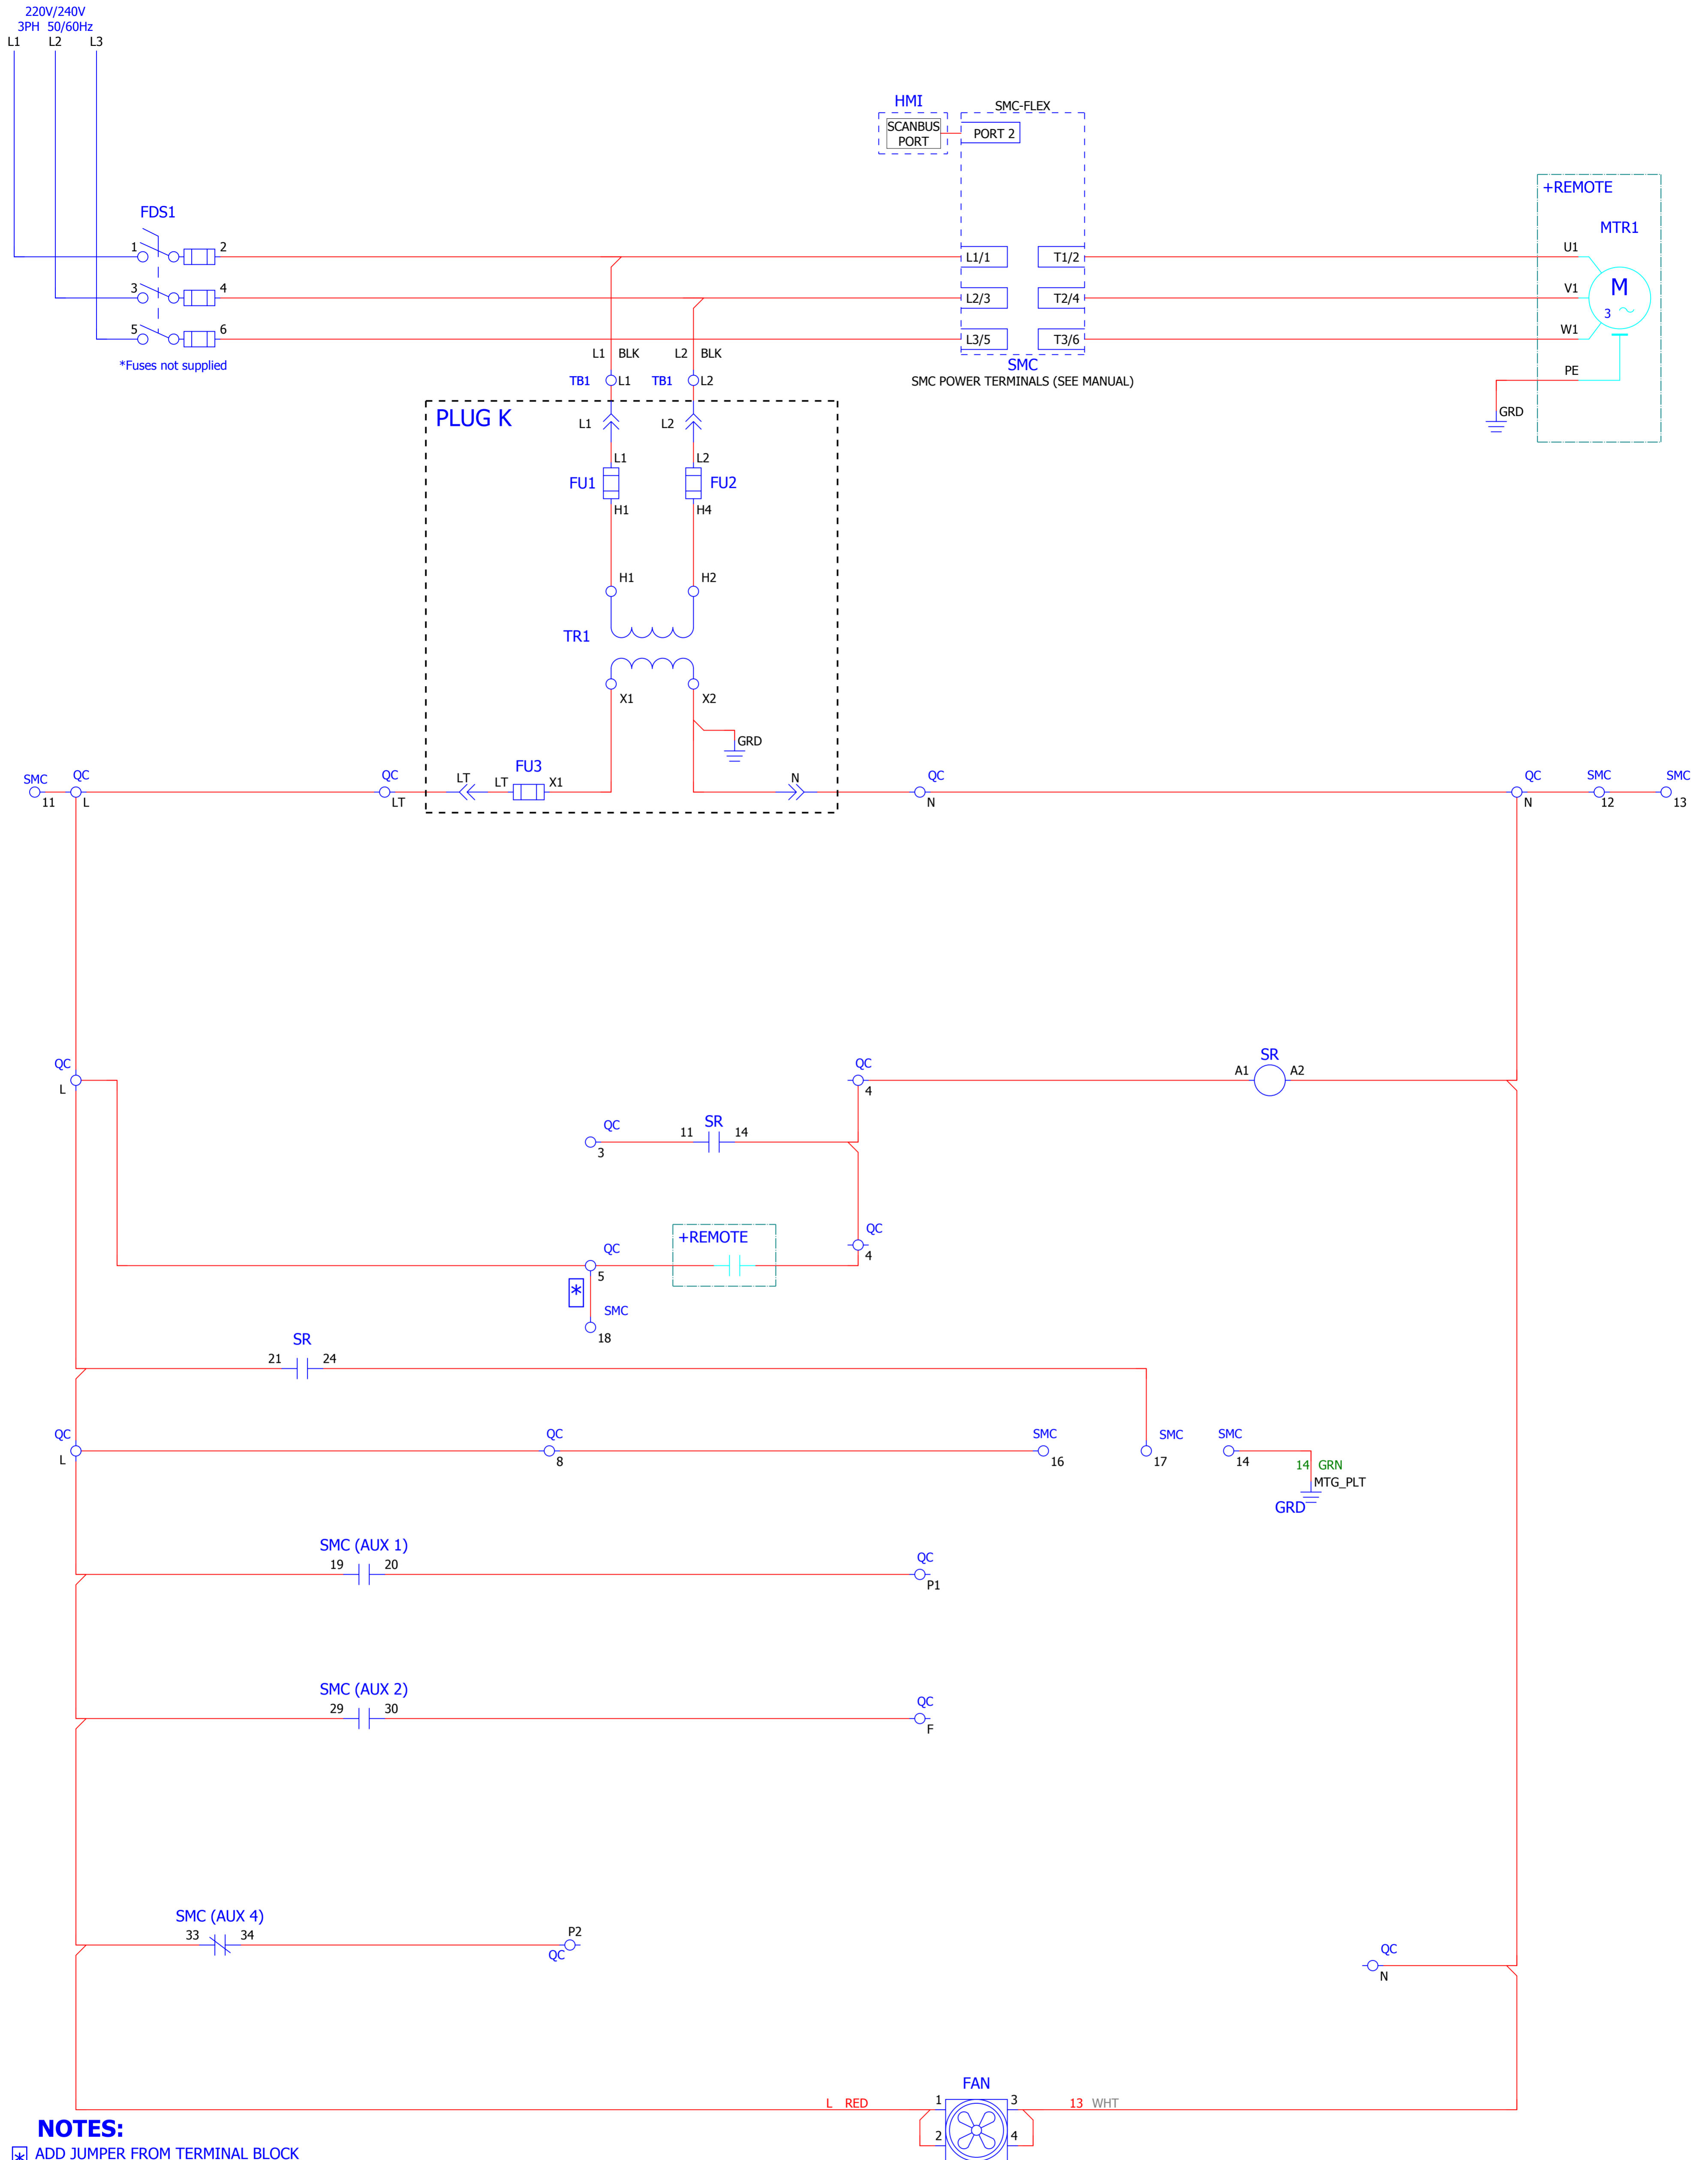 220V/240V
3PH 50/60Hz
L1 L2 L3
HMI
SCANBUS
PORT
SMC-FLEX
PORT 2
+REMOTE
MTR1
FDS1
1 2
L1/1 T1/2 U1
3 4
L2/3 T2/4 V1
M
3
5 6
L3/5 T3/6 W1
*Fuses not supplied
L1 BLK L2 BLK
SMC
SMC POWER TERMINALS (SEE MANUAL)
PE
GRD
TB1 L1 TB1 L2
PLUG K
L1 L2
L1 L2
FU1 FU2
H1 H4
H1 H2
TR1
X1 X2
GRD
SMC QC QC LT LT FU3 X1 N QC QC SMC SMC
11 L LT N N 12 13
QC QC SR
L 4 A1 A2
QC SR
3 11 14
+REMOTE
QC QC
5 4
*
SMC
18
SR
21 24
QC QC SMC SMC SMC
L 8 16 17 14
14 GRN
MTG_PLT
GRD
SMC (AUX 1)
19 20 QC
P1
SMC (AUX 2)
29 30 QC
F
SMC (AUX 4)
33 34 P2
QC
QC
N
FAN
L RED 1 3 13 WHT
2 4
NOTES:
* ADD JUMPER FROM TERMINAL BLOCK